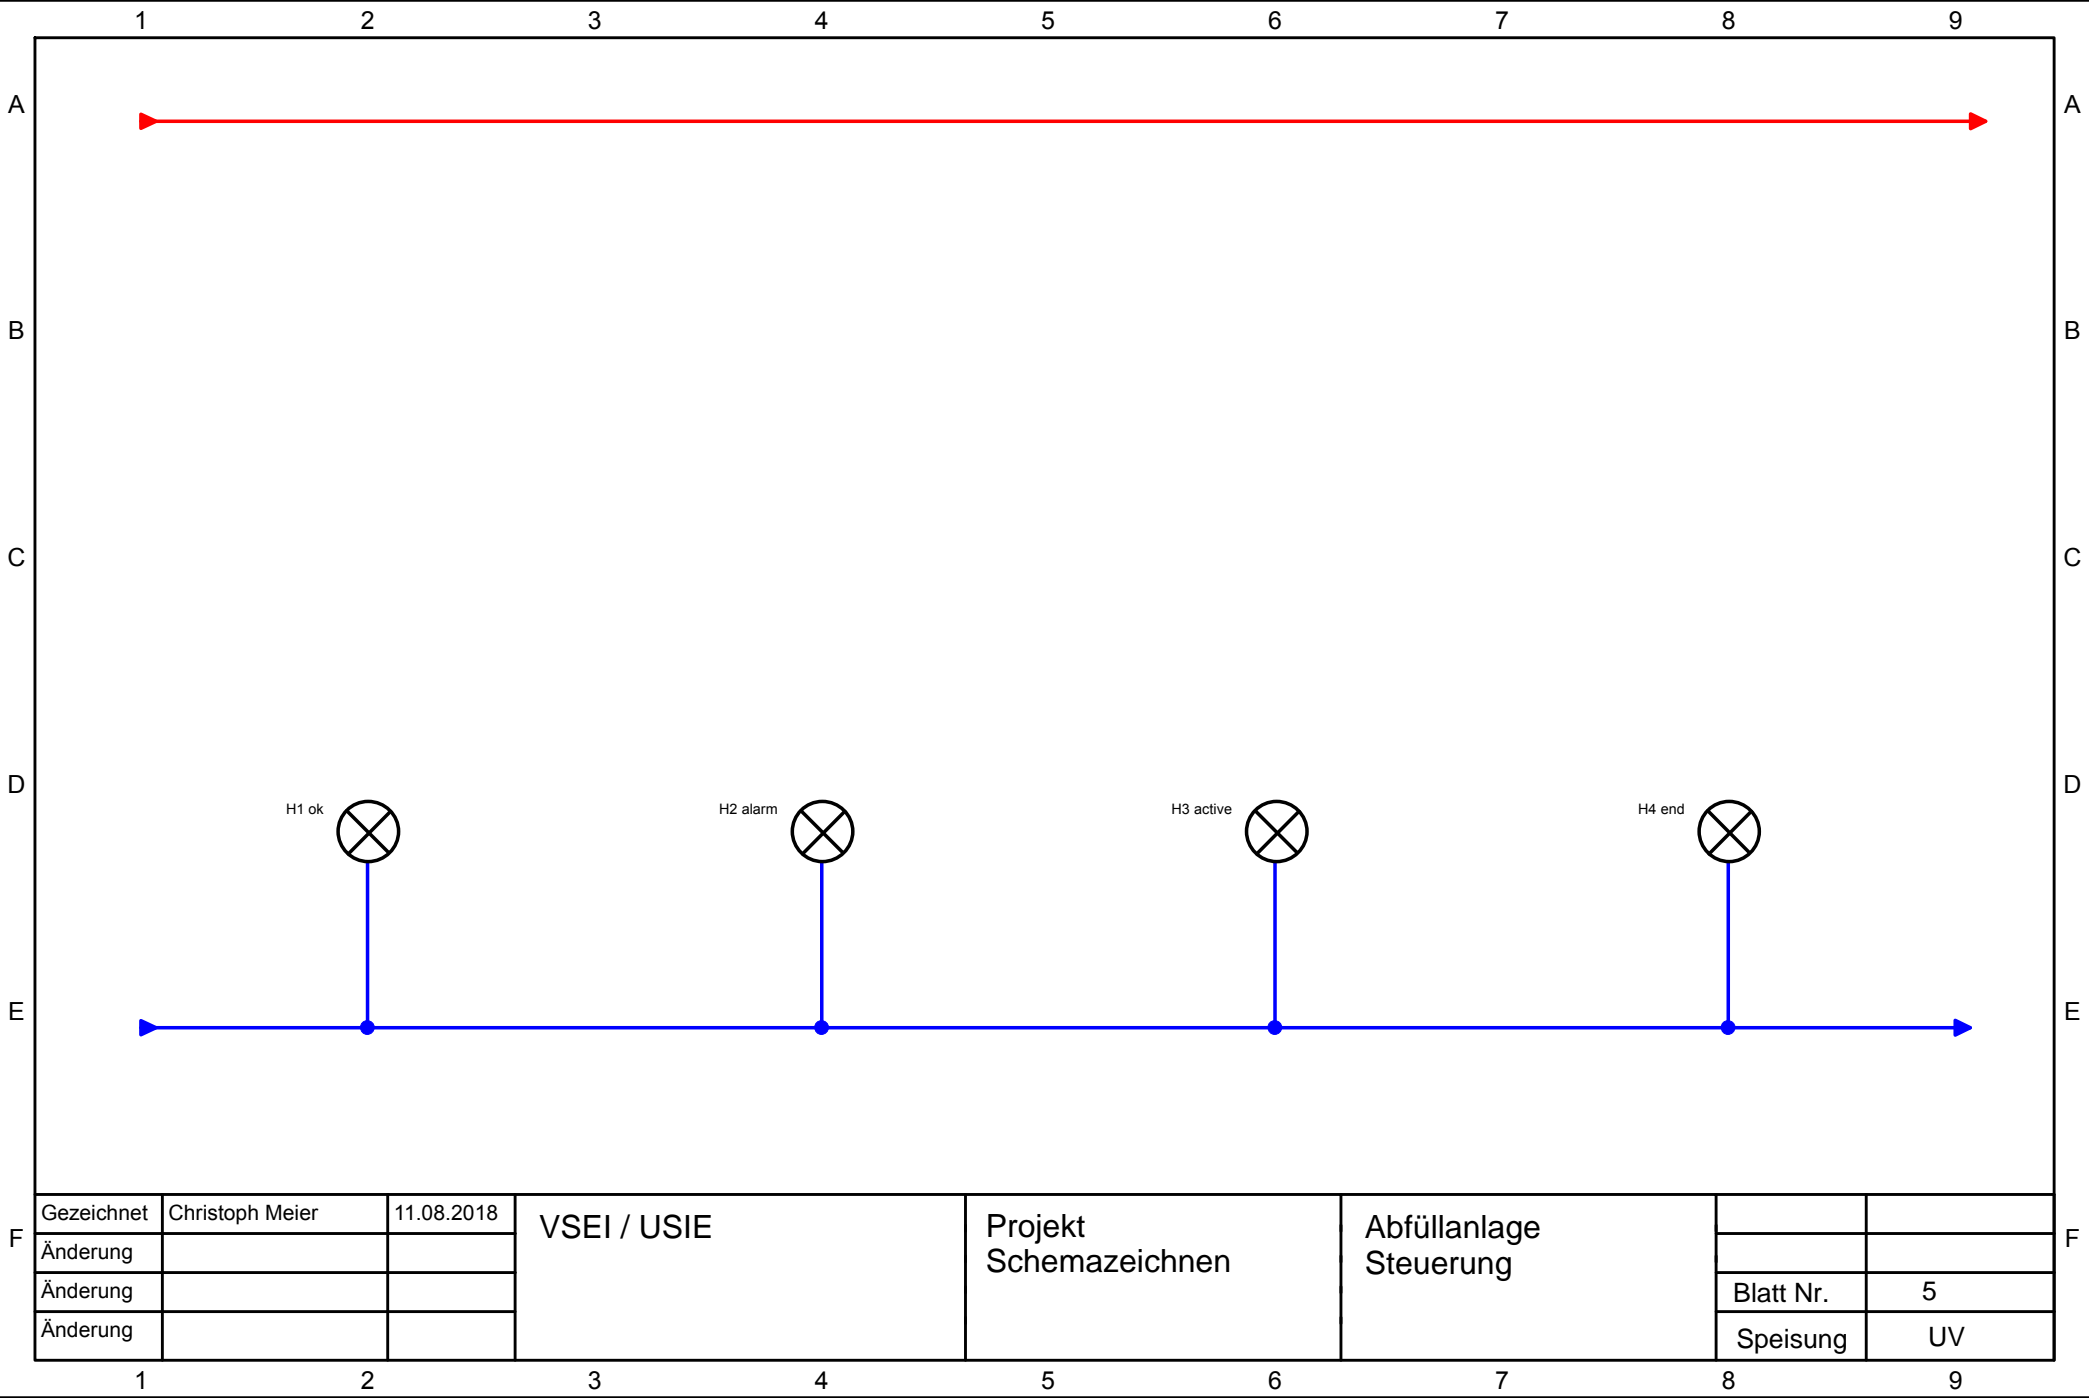 1 2 3 4 5 6 7 8 9
A A
B B
C C
D D
H1 ok H2 alarm H3 active H4 end
E E
F F
Gezeichnet Christoph Meier 11.08.2018
Änderung
Änderung
Änderung
VSEI / USIE
Projekt
Schemazeichnen
Abfüllanlage
Steuerung
Blatt Nr. 5
Speisung UV
1 2 3 4 5 6 7 8 9